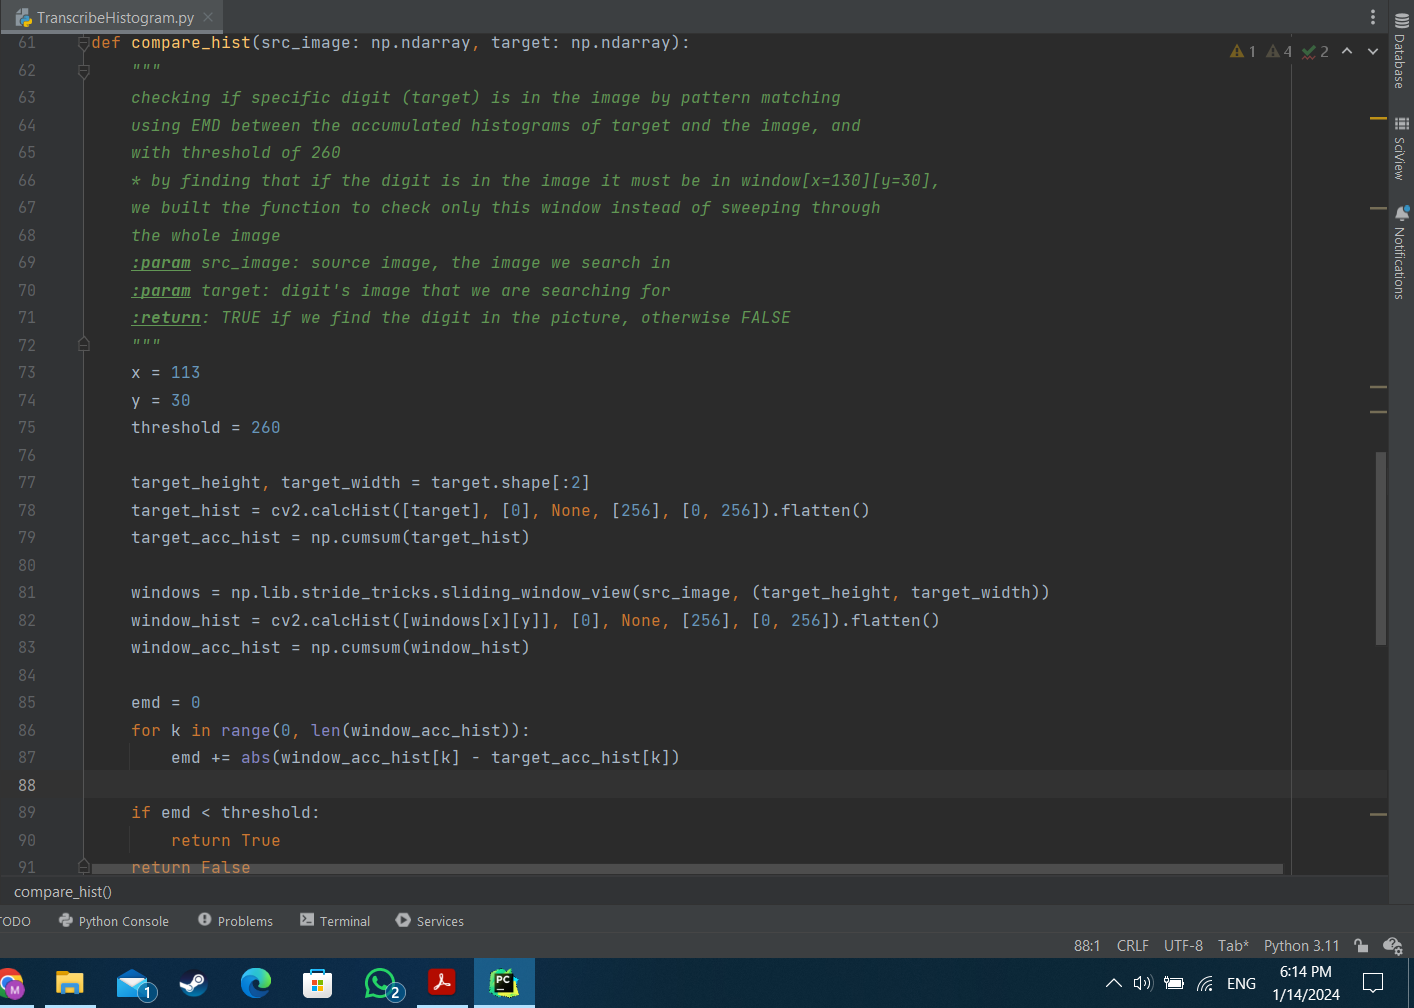 TranscribeHistogram.py
1 4 2
61 def compare_hist(src_image: np.ndarray, target: np.ndarray):
62 """
63 checking if specific digit (target) is in the image by pattern matching
64 using EMD between the accumulated histograms of target and the image, and
65 with threshold of 260
66 * by finding that if the digit is in the image it must be in window[x=130][y=30],
67 we built the function to check only this window instead of sweeping through
68 the whole image
69 :param src_image: source image, the image we search in
70 :param target: digit's image that we are searching for
71 :return: TRUE if we find the digit in the picture, otherwise FALSE
72 """
73 x = 113
74 y = 30
75 threshold = 260
76
77 target_height, target_width = target.shape[:2]
78 target_hist = cv2.calcHist([target], [0], None, [256], [0, 256]).flatten()
79 target_acc_hist = np.cumsum(target_hist)
80
81 windows = np.lib.stride_tricks.sliding_window_view(src_image, (target_height, target_width))
82 window_hist = cv2.calcHist([windows[x][y]], [0], None, [256], [0, 256]).flatten()
83 window_acc_hist = np.cumsum(window_hist)
84
85 emd = 0
86 for k in range(0, len(window_acc_hist)):
87 emd += abs(window_acc_hist[k] - target_acc_hist[k])
88
89 if emd < threshold:
90 return True
91 return False
Database
SciView
Notifications
compare_hist()
TODO Python Console Problems Terminal Services
88:1 CRLF UTF-8 Tab* Python 3.11
M 1 2 PC ENG
6:14 PM
1/14/2024